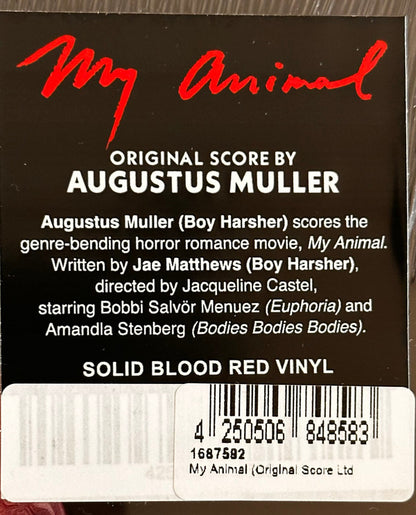 My Animal
ORIGINAL SCORE BY
AUGUSTUS MULLER
Augustus Muller (Boy Harsher) scores the
genre-bending horror romance movie, My Animal.
Written by Jae Matthews (Boy Harsher),
directed by Jacqueline Castel,
starring Bobbi Salvör Menuez (Euphoria) and
Amandla Stenberg (Bodies Bodies Bodies).
SOLID BLOOD RED VINYL
4 250506 848583
1687592
My Animal (Original Score Ltd